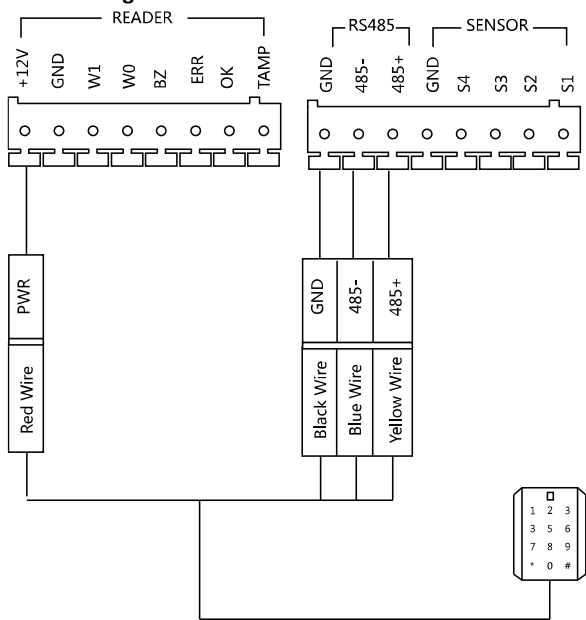 READER
+12V GND W1 W0 BZ ERR OK TAMP
RS485 SENSOR
GND 485- 485+ GND S4 S3 S2 S1
PWR
Red Wire
GND 485- 485+
Black Wire Blue Wire Yellow Wire
1 2 3
3 5 6
7 8 9
* 0 #